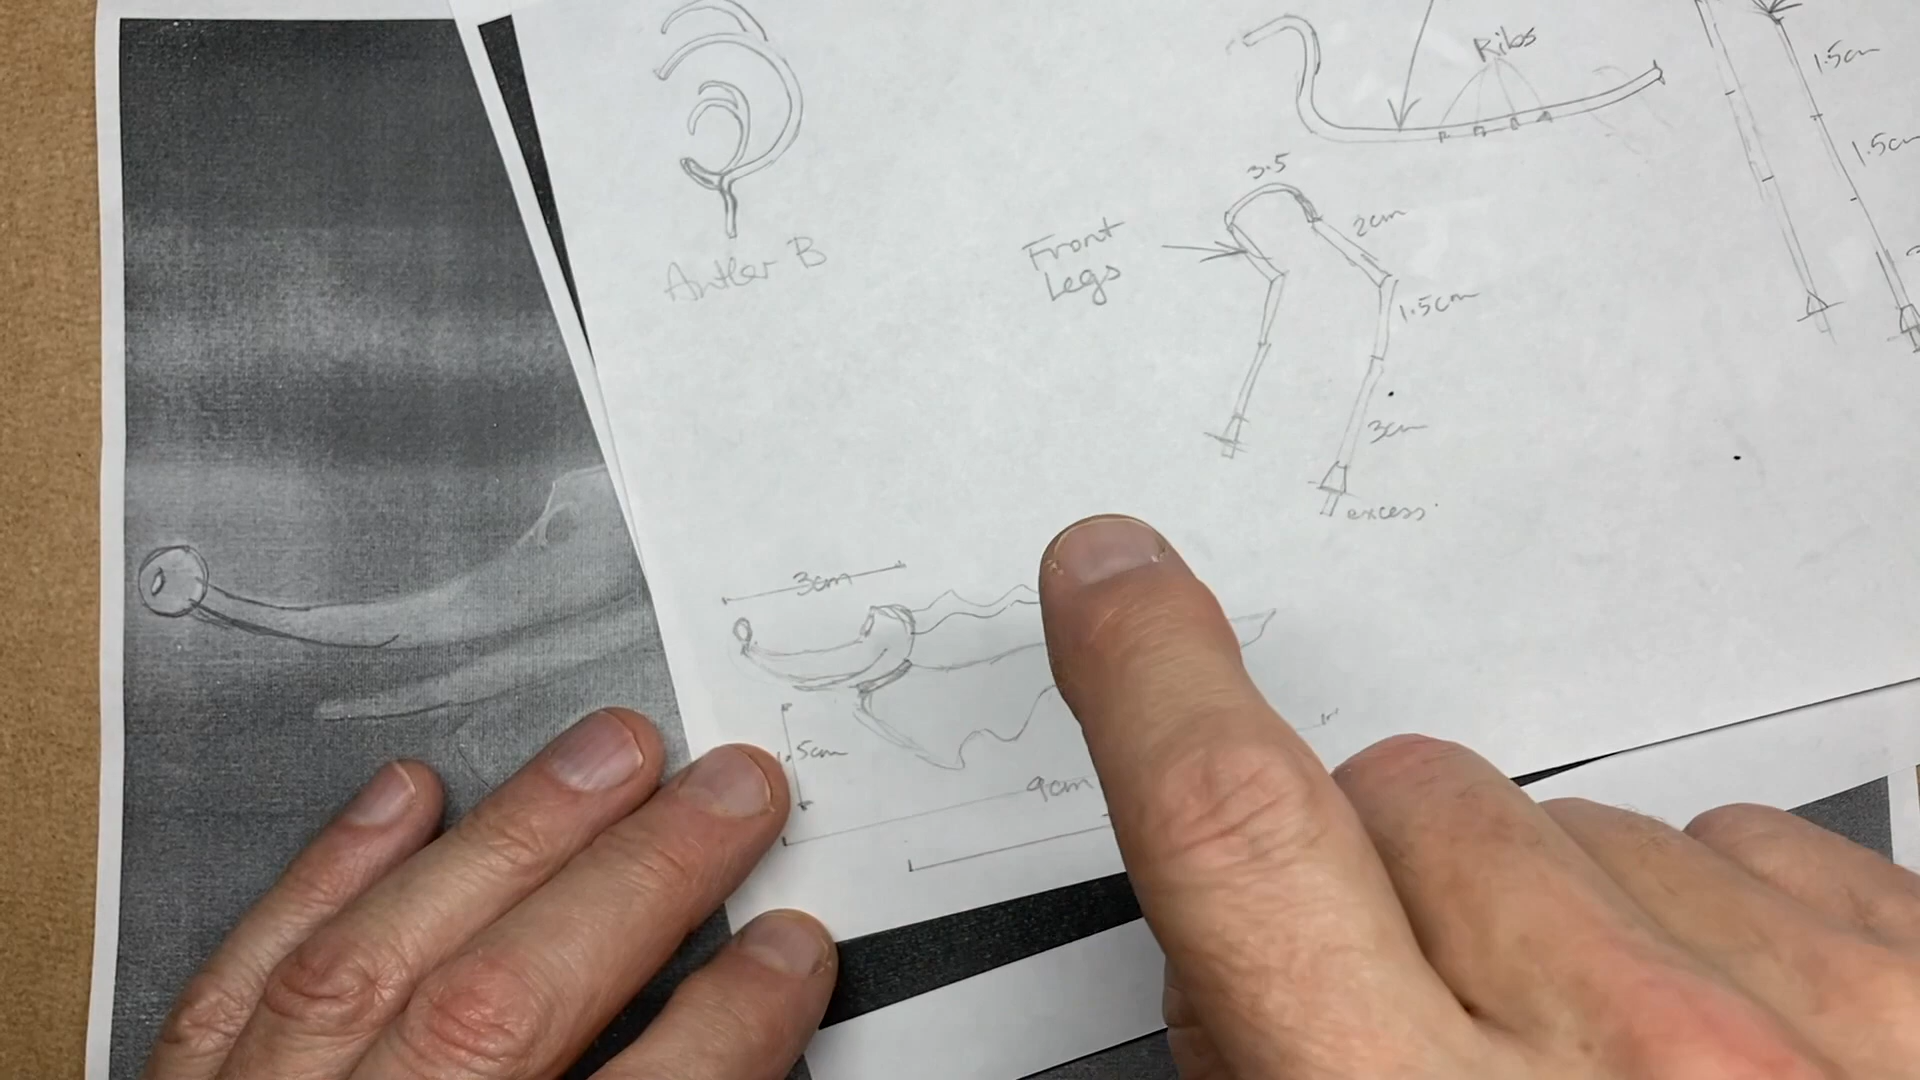 Ribs
1.5cm
1.5cm
3.5
2cm
Front
Legs
Antler B
1.5cm
3cm
excess.
3cm
1.5cm
9cm